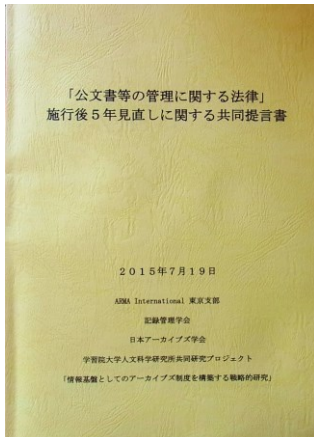 「公文書等の管理に関する法律」
施行後５年見直しに関する共同提言書
２０１５年７月１９日
ARMA International 東京支部
記録管理学会
日本アーカイブズ学会
学習院大学人文科学研究所共同研究プロジェクト
「情報基盤としてのアーカイブズ制度を構築する戦略的研究」